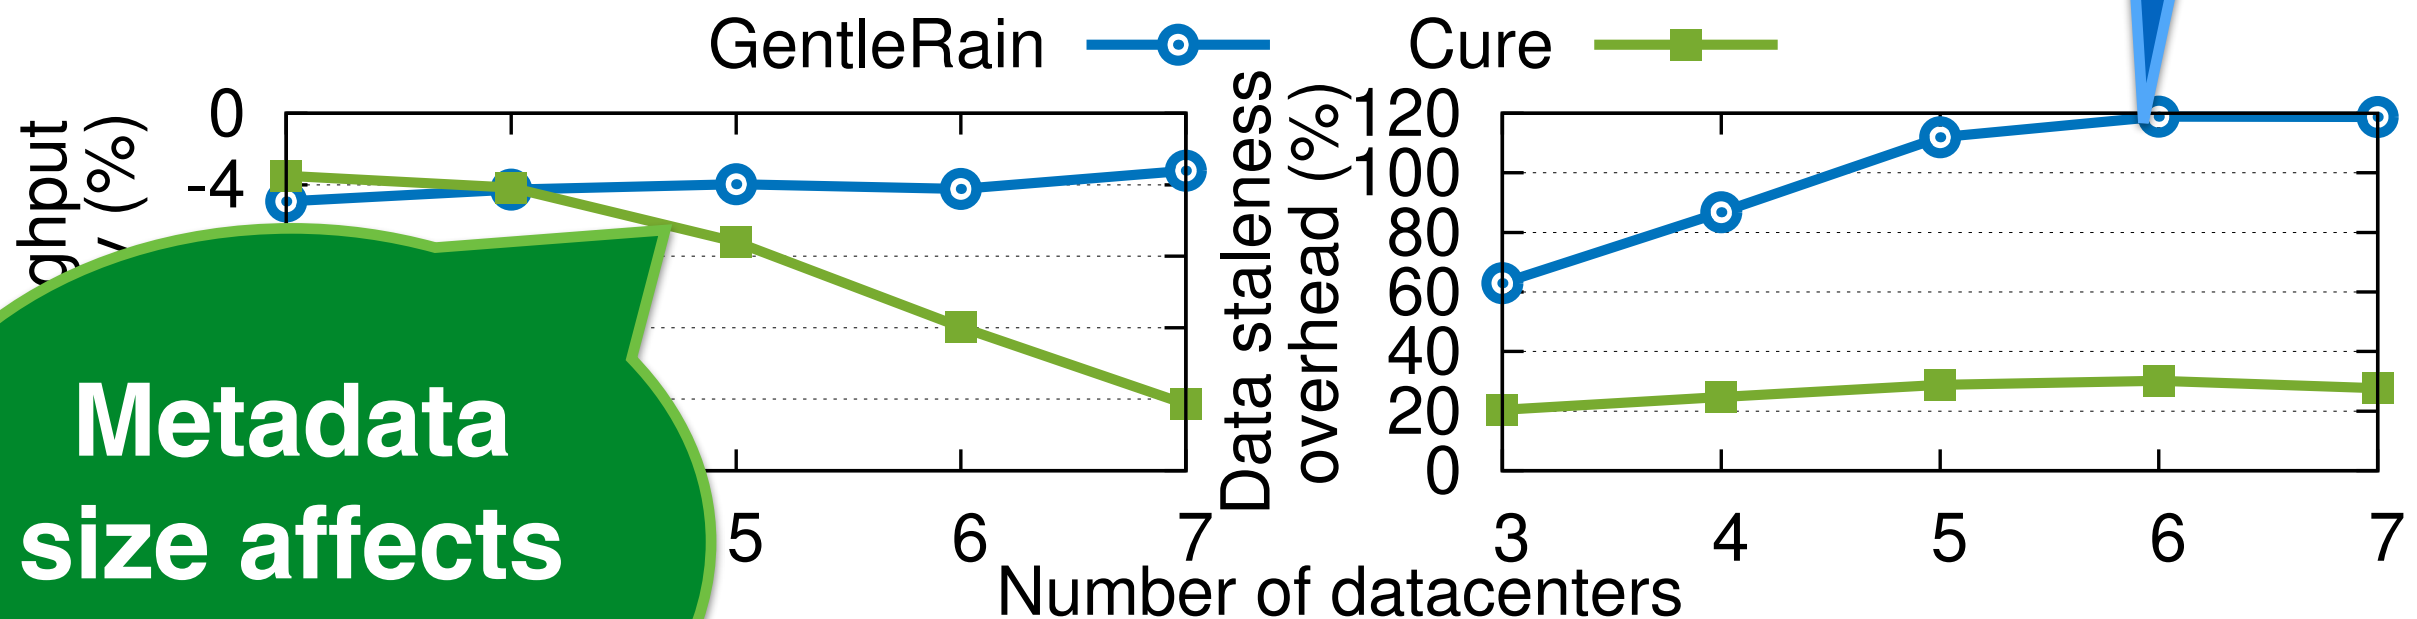 GentleRain
Cure
0
-4
(%)
Data staleness
overhead (%)
120
100
80
60
40
20
0
5
6
7
3
4
5
6
7
Number of datacenters
Metadata
size affects